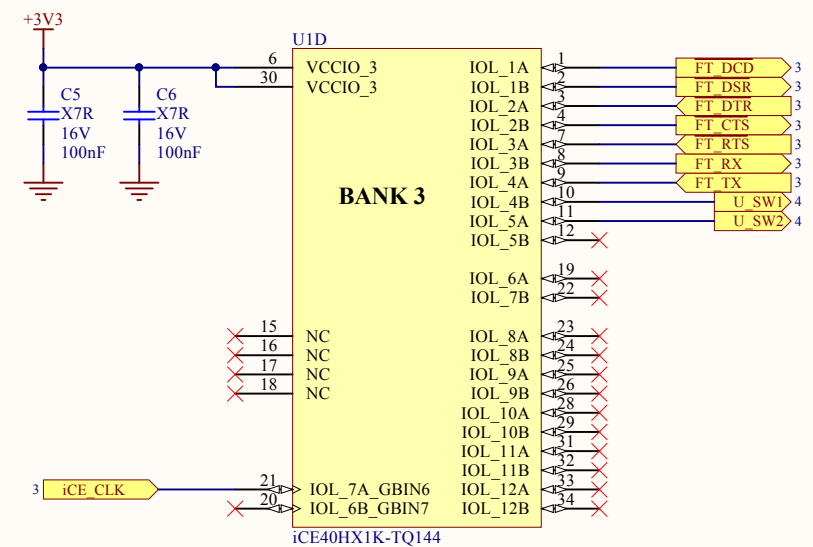 +3V3
C5
X7R
16V
100nF
C6
X7R
16V
100nF
U1D
6 VCCIO_3
30 VCCIO_3
BANK 3
15 NC
16 NC
17 NC
18 NC
3 iCE_CLK 21 IOL_7A_GBIN6
20 IOL_6B_GBIN7
IOL_1A 1 FT_DCD 3
IOL_1B 2 FT_DSR 3
IOL_2A 3 FT_DTR 3
IOL_2B 4 FT_CTS 3
IOL_3A 7 FT_RTS 3
IOL_3B 8 FT_RX 3
IOL_4A 9 FT_TX 3
IOL_4B 10 U_SW1 4
IOL_5A 11 U_SW2 4
IOL_5B 12
IOL_6A 19
IOL_7B 22
IOL_8A 23
IOL_8B 24
IOL_9A 25
IOL_9B 26
IOL_10A 28
IOL_10B 29
IOL_11A 31
IOL_11B 32
IOL_12A 33
IOL_12B 34
iCE40HX1K-TQ144